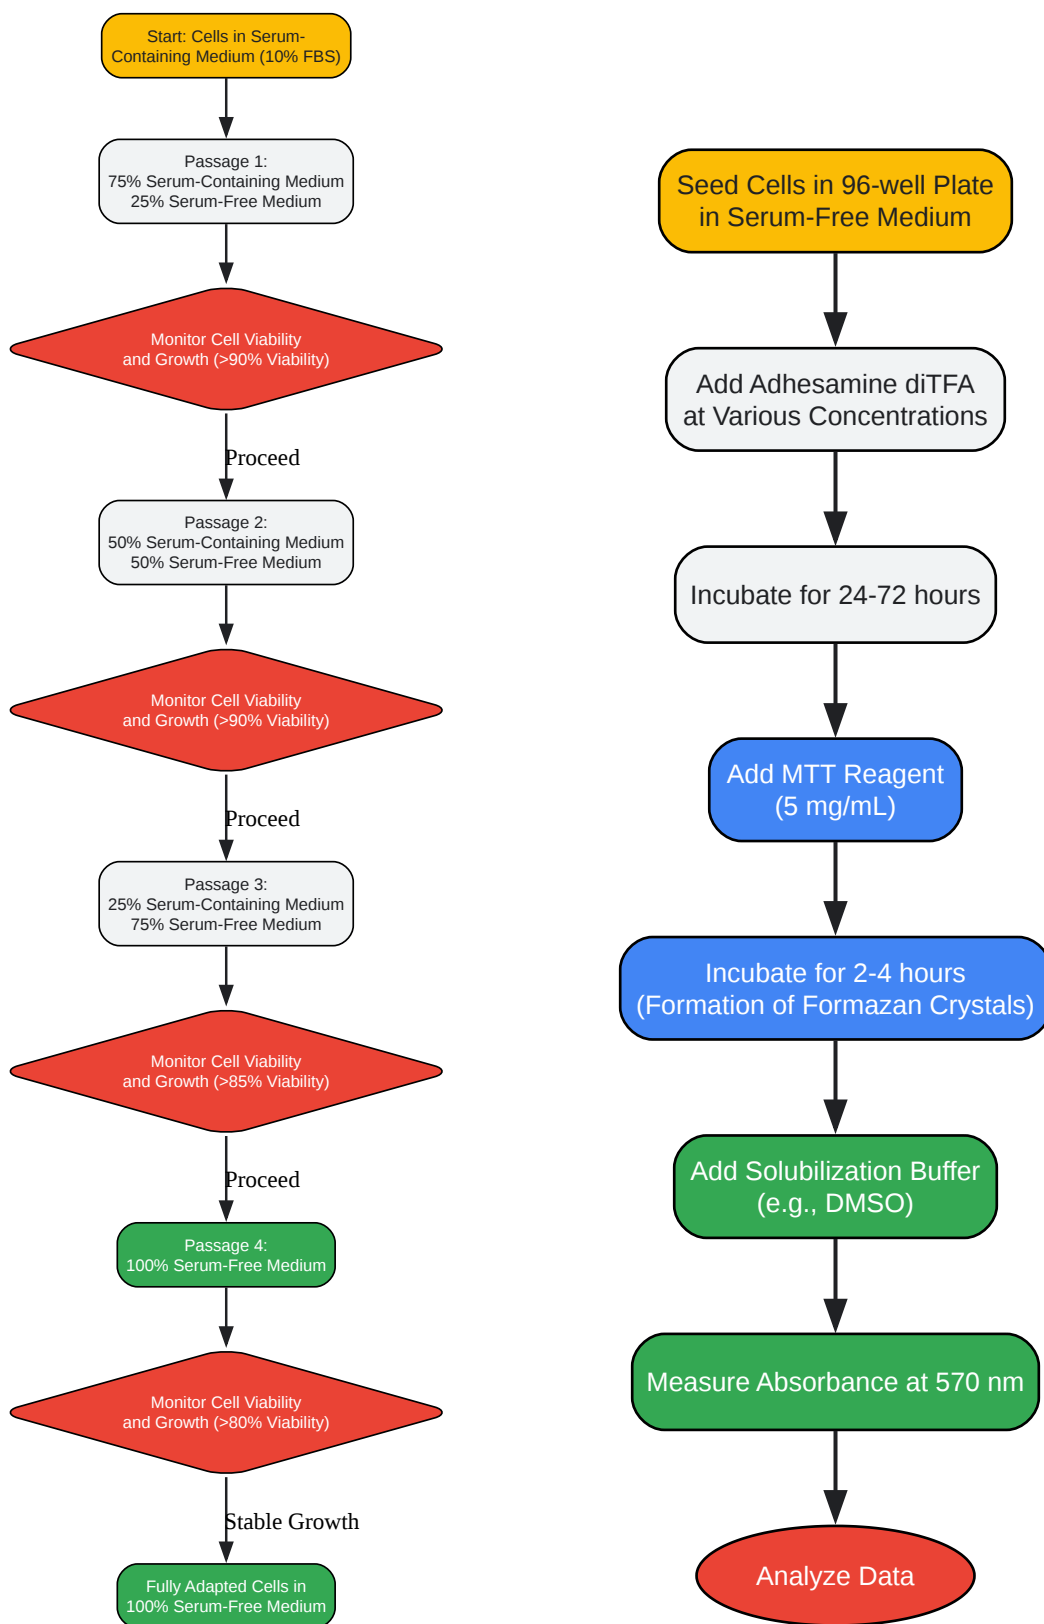 Start: Cells in Serum-
Containing Medium (10% FBS)
Passage 1:
75% Serum-Containing Medium
25% Serum-Free Medium
Monitor Cell Viability
and Growth (>90% Viability)
Proceed
Passage 2:
50% Serum-Containing Medium
50% Serum-Free Medium
Monitor Cell Viability
and Growth (>90% Viability)
Proceed
Passage 3:
25% Serum-Containing Medium
75% Serum-Free Medium
Monitor Cell Viability
and Growth (>85% Viability)
Proceed
Passage 4:
100% Serum-Free Medium
Monitor Cell Viability
and Growth (>80% Viability)
Stable Growth
Fully Adapted Cells in
100% Serum-Free Medium
Seed Cells in 96-well Plate
in Serum-Free Medium
Add Adhesamine diTFA
at Various Concentrations
Incubate for 24-72 hours
Add MTT Reagent
(5 mg/mL)
Incubate for 2-4 hours
(Formation of Formazan Crystals)
Add Solubilization Buffer
(e.g., DMSO)
Measure Absorbance at 570 nm
Analyze Data